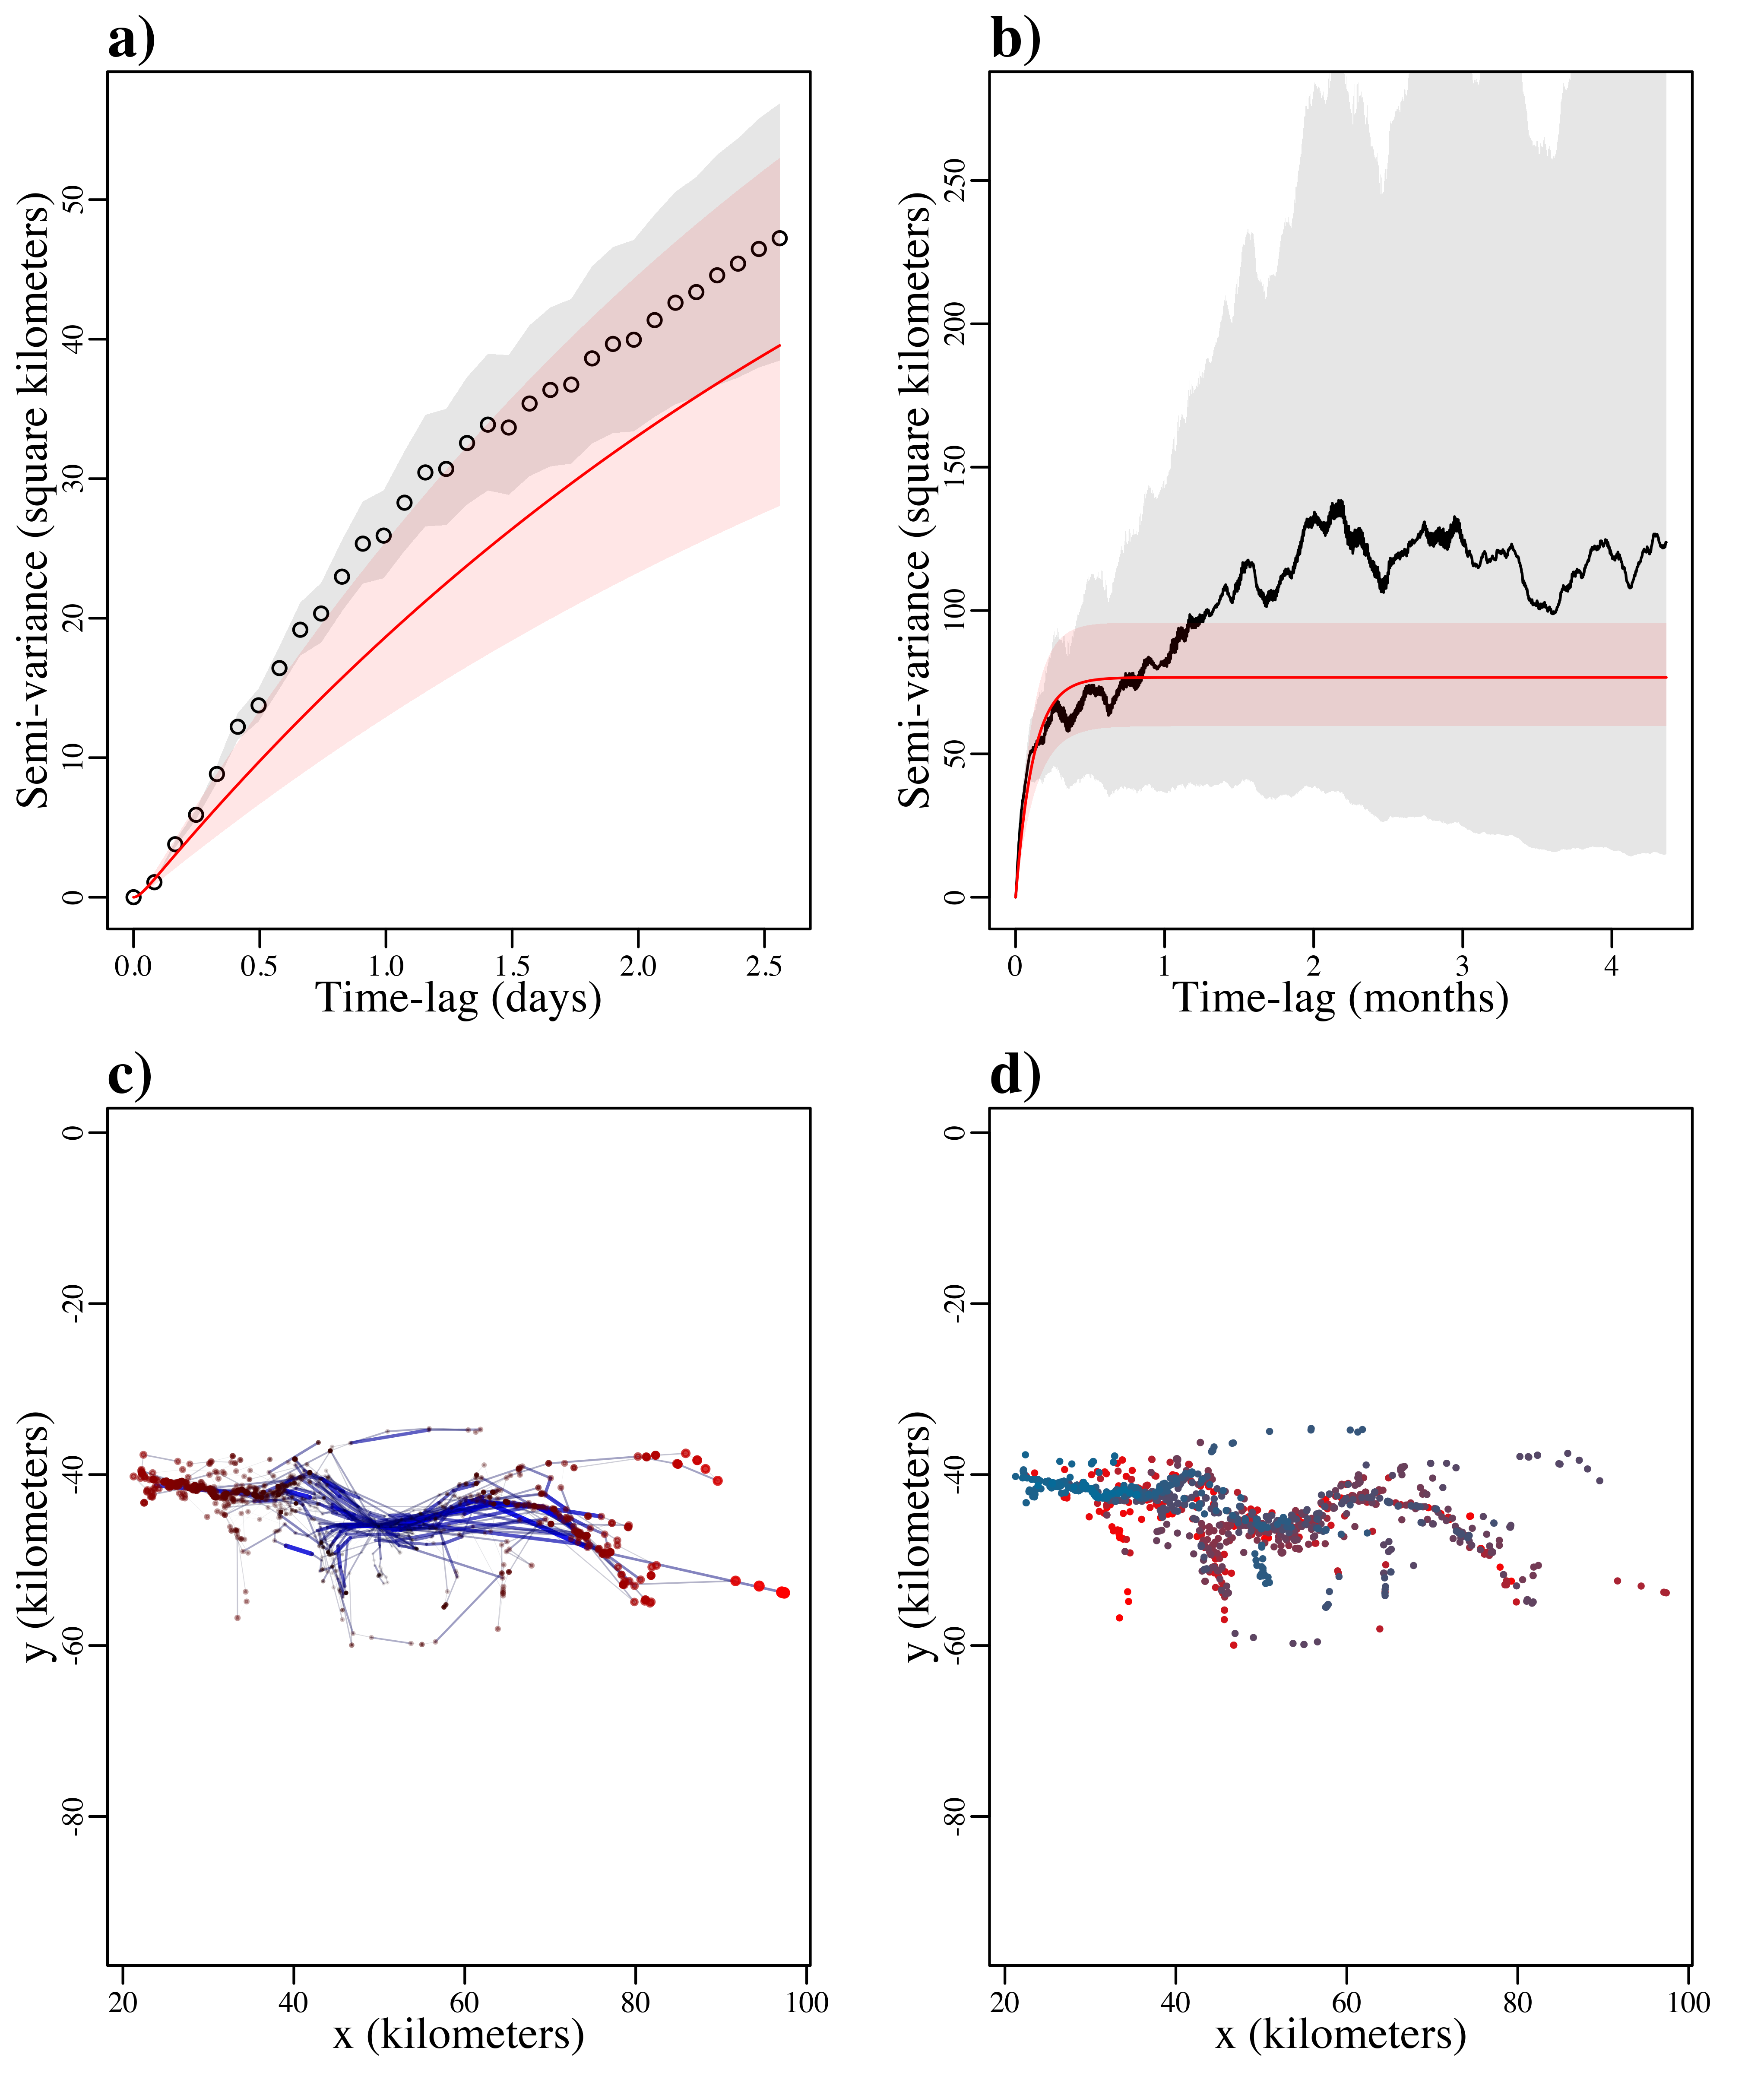 a)
Semi-variance (square kilometers)
0 10 20 30 40 50
0.0 0.5 1.0 1.5 2.0 2.5
Time-lag (days)
b)
Semi-variance (square kilometers)
0 50 100 150 200 250
0 1 2 3 4
Time-lag (months)
c)
y (kilometers)
-80 -60 -40 -20 0
20 40 60 80 100
x (kilometers)
d)
y (kilometers)
-80 -60 -40 -20 0
20 40 60 80 100
x (kilometers)